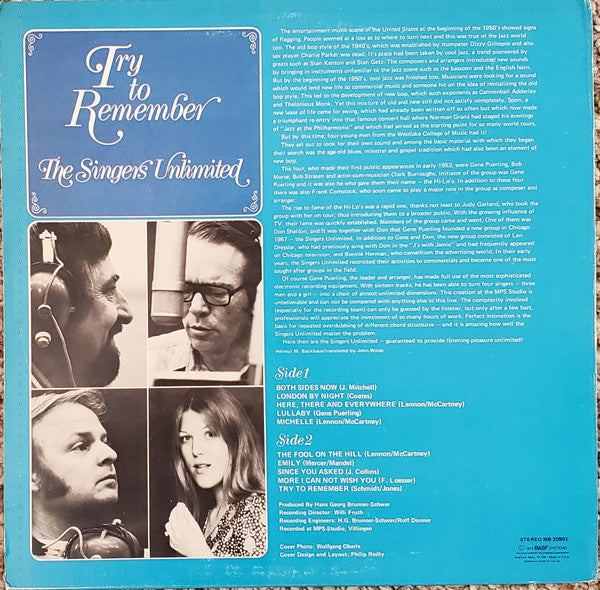 Try
to
Remember
The Singers Unlimited
The entertainment music scene in the United States at the beginning of the 1950's showed signs
of flagging. People seemed at a loss as to where to turn next and this was true of the jazz world
too. The old bop style of the 1940's, which was established by trumpeter Dizzy Gillespie and alto
sax player Charlie Parker was dead. It was replaced by cool jazz, a trend pioneered by
greats such as Stan Kenton and Stan Getz. The composers and arrangers introduced new sounds
by bringing in instruments unfamiliar to the jazz scene such as the bassoon and the English horn.
But by the beginning of the 1950's, cool jazz was finished too. Musicians were looking for a sound
which would lend new life to commercial music and someone hit on the idea of revitalizing the old
bop style. This led to the development of new bop, which such exponents as Cannonball Adderley
and Thelonious Monk. Yet this mixture of old and new still did not satisfy completely. Soon, a
new lease of life came for swing, which had already been written off so often but which now made
a triumphant re-entry into that famous concert hall where Norman Granz had staged his evenings
of "Jazz at the Philharmonic" and which had served as the starting point for so many world tours.
But by this time, four young men from the Westlake College of Music had it!
They set out to look for their own sound and among the basic material with which they began
their search was the age-old blues, minstrel and gospel tradition which had also been an element of
new bop.
The four, who made their first public appearances in early 1953, were Gene Puerling, Bob
Morse, Bob Strasen and actor-cum-musician Clark Burroughs. Initiator of the group was Gene
Puerling and it was also he who gave them their name – the Hi-Lo's. In addition to these four
there was also Frank Comstock, who soon came to play a major role in the group as composer and
arranger.
The rise to fame of the Hi-Lo's was a rapid one, thanks not least to Judy Garland, who took the
group with her on tour, thus introducing them to a broader public. With the growing influence of
TV, their fame was quickly established. Members of the group came and went. One of them was
Don Shelton, and it was together with Don that Gene Puerling founded a new group in Chicago
1967 – the Singers Unlimited. In addition to Gene and Don, the new group consisted of Len
Dresslar, who had previously sung with Don in the "J's with Jamie" and had frequently appeared
on Chicago television, and Bonnie Herman, who came from the advertising world. In their early
years, the Singers Unlimited restricted their activities to commercials and became one of the most
sought after groups in the field.
Of course Gene Puerling, the leader and arranger, has made full use of the most sophisticated
electronic recording equipment. With sixteen tracks, he has been able to turn four singers – three
men and a girl – into a choir of almost unlimited dimensions. This creation at the MPS Studio is
unbelievable and can not be compared with anything else in this line. The complexity involved
(especially for the recording team) can only be guessed by the listener, but only after a few bars,
professionals will appreciate the investment of so many hours of work. Perfect intonation is the
basis for repeated overdubbing of different chord structures – and it is amazing how well the
Singers Unlimited master the problem.
Here then are the Singers Unlimited – guaranteed to provide listening pleasure-unlimited!
Helmut M. Backhaus/translated by John Wilde
Side 1
BOTH SIDES NOW (J. Mitchell)
LONDON BY NIGHT (Coates)
HERE, THERE AND EVERYWHERE (Lennon/McCartney)
LULLABY (Gene Puerling)
MICHELLE (Lennon/McCartney)
Side 2
THE FOOL ON THE HILL (Lennon/McCartney)
EMILY (Mercer/Mandel)
SINCE YOU ASKED (J. Collins)
MORE I CAN NOT WISH YOU (F. Loesser)
TRY TO REMEMBER (Schmidt/Jones)
Produced By Hans Georg Brunner-Schwer
Recording Director: Willi Fruth
Recording Engineers: H.G. Brunner-Schwer/Rolf Donner
Recorded at MPS-Studio, Villingen
Cover Photo: Wolfgang Oberle
Cover Design and Layout: Philip Reilly
STEREO MB 20903
BASF SYSTEMS